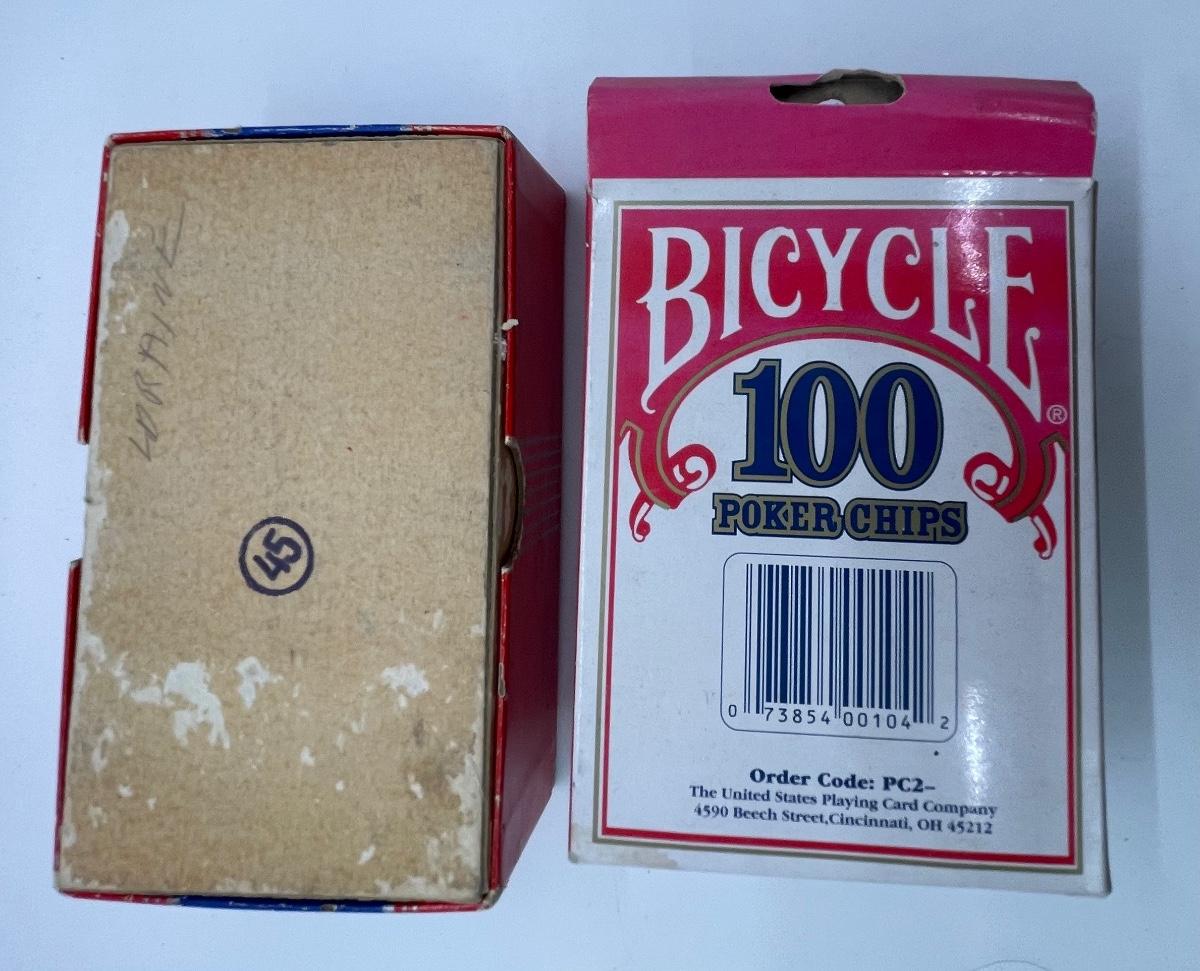 LORRAINE
45
BICYCLE®
100
POKER CHIPS
0 73854 00104 2
Order Code: PC2–
The United States Playing Card Company
4590 Beech Street,Cincinnati, OH 45212